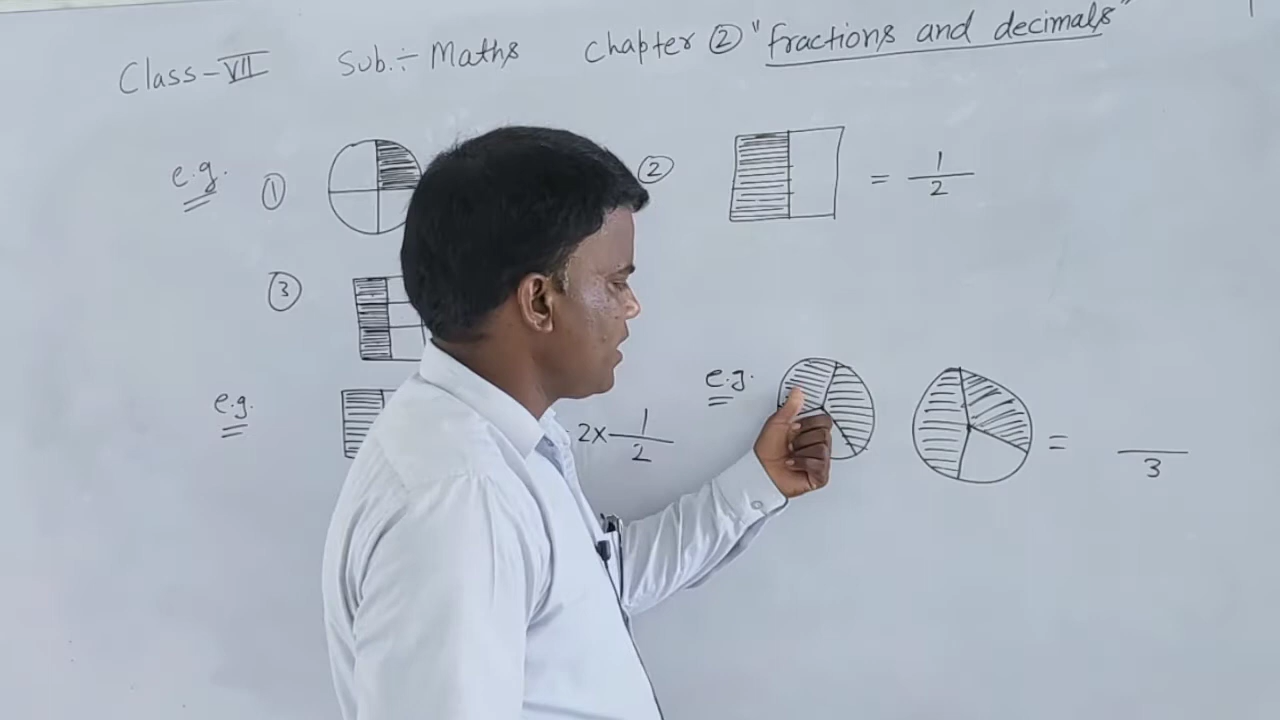 Class-VII Sub.÷ Maths Chapter ② "fractions and decimals"
e.g. ① ② = 1/2
③
e.g. 2x 1/2 e.g. = /3